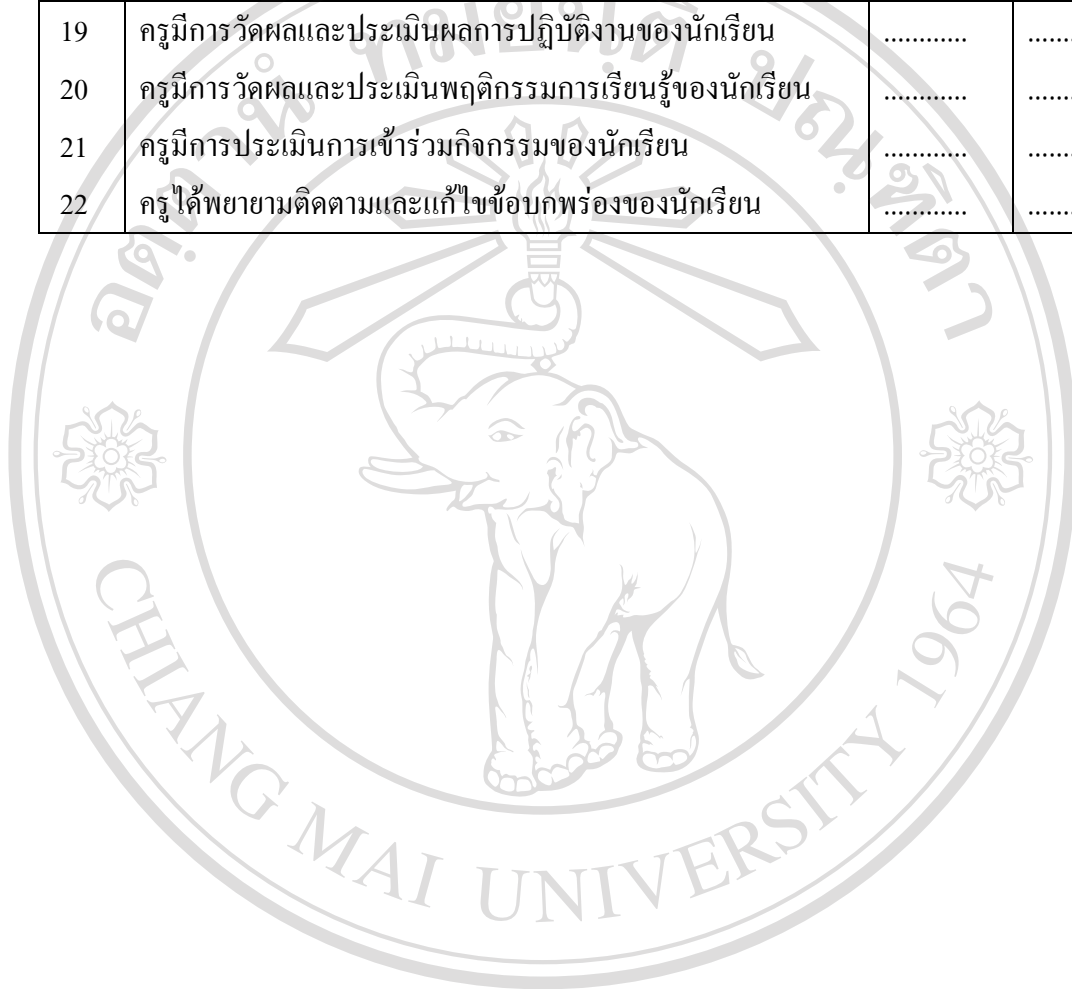 19 ครูมีการวัดผลและประเมินผลการปฏิบัติงานของนักเรียน ............ ........
20 ครูมีการวัดผลและประเมินพฤติกรรมการเรียนรู้ของนักเรียน ............ ........
21 ครูมีการประเมินการเข้าร่วมกิจกรรมของนักเรียน ............ ........
22 ครูได้พยายามติดตามและแก้ไขข้อบกพร่องของนักเรียน ............ ........
CHIANG MAI UNIVERSITY 1964